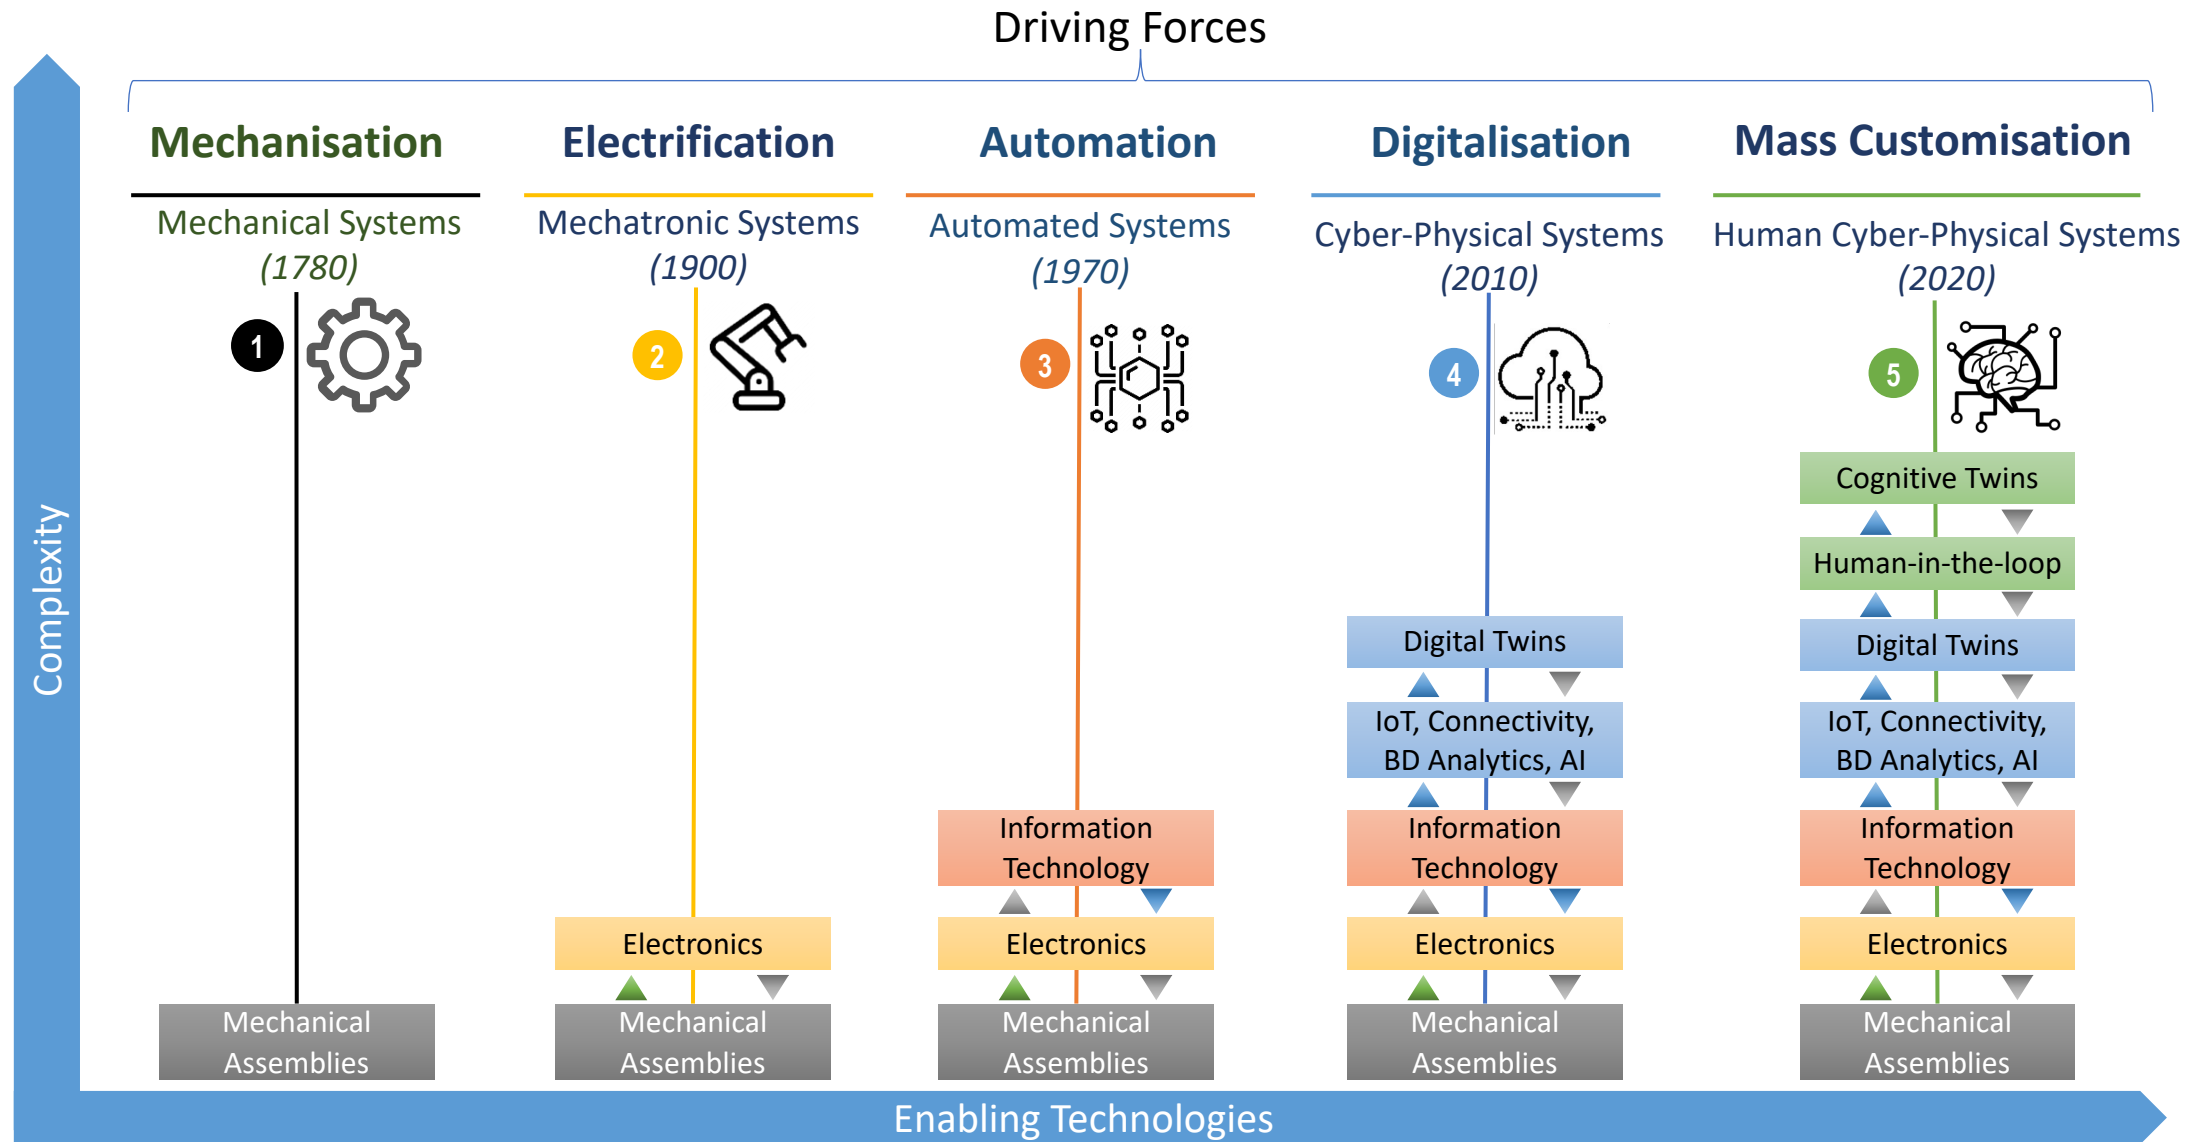 Driving Forces
Mechanisation
Mechanical Systems
(1780)
1
Mechanical
Assemblies
Electrification
Mechatronic Systems
(1900)
2
Electronics
Mechanical
Assemblies
Automation
Automated Systems
(1970)
3
Information
Technology
Electronics
Mechanical
Assemblies
Digitalisation
Cyber-Physical Systems
(2010)
4
Digital Twins
IoT, Connectivity,
BD Analytics, AI
Information
Technology
Electronics
Mechanical
Assemblies
Mass Customisation
Human Cyber-Physical Systems
(2020)
5
Cognitive Twins
Human-in-the-loop
Digital Twins
IoT, Connectivity,
BD Analytics, AI
Information
Technology
Electronics
Mechanical
Assemblies
Complexity
Enabling Technologies